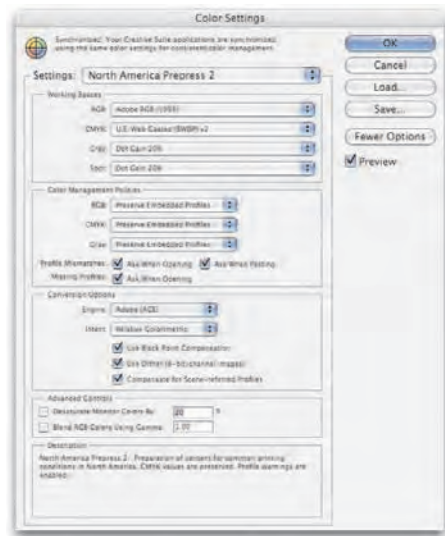 Color Settings
Synchronized: Your Creative Suite applications are synchronized
using the same color settings for consistent color management.
Settings: North America Prepress 2
Working Spaces
RGB: Adobe RGB (1998)
CMYK: U.S. Web Coated (SWOP) v2
Gray: Dot Gain 20%
Spot: Dot Gain 20%
Color Management Policies
RGB: Preserve Embedded Profiles
CMYK: Preserve Embedded Profiles
Gray: Preserve Embedded Profiles
Profile Mismatches: Ask When Opening Ask When Pasting
Missing Profiles: Ask When Opening
Conversion Options
Engine: Adobe (ACE)
Intent: Relative Colorimetric
Use Black Point Compensation
Use Dither (8-bit/channel images)
Compensate for Scene-referred Profiles
Advanced Controls
Desaturate Monitor Colors By: 20 %
Blend RGB Colors Using Gamma: 1.00
Description
North America Prepress 2: Preparation of content for common printing
conditions in North America. CMYK values are preserved. Profile warnings are
enabled.
OK
Cancel
Load...
Save...
Fewer Options
Preview